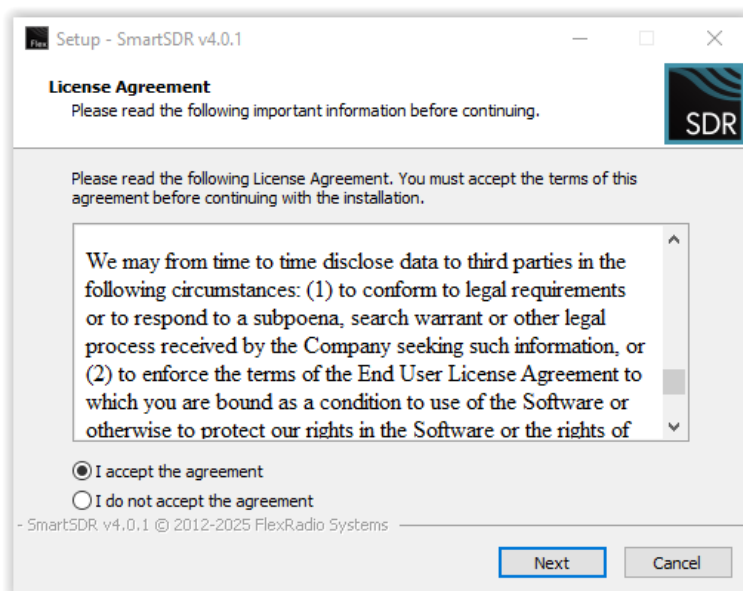 Flex
Setup - SmartSDR v4.0.1
License Agreement
Please read the following important information before continuing.
SDR
Please read the following License Agreement. You must accept the terms of this
agreement before continuing with the installation.
We may from time to time disclose data to third parties in the
following circumstances: (1) to conform to legal requirements
or to respond to a subpoena, search warrant or other legal
process received by the Company seeking such information, or
(2) to enforce the terms of the End User License Agreement to
which you are bound as a condition to use of the Software or
otherwise to protect our rights in the Software or the rights of
I accept the agreement
I do not accept the agreement
- SmartSDR v4.0.1 © 2012-2025 FlexRadio Systems
Next
Cancel